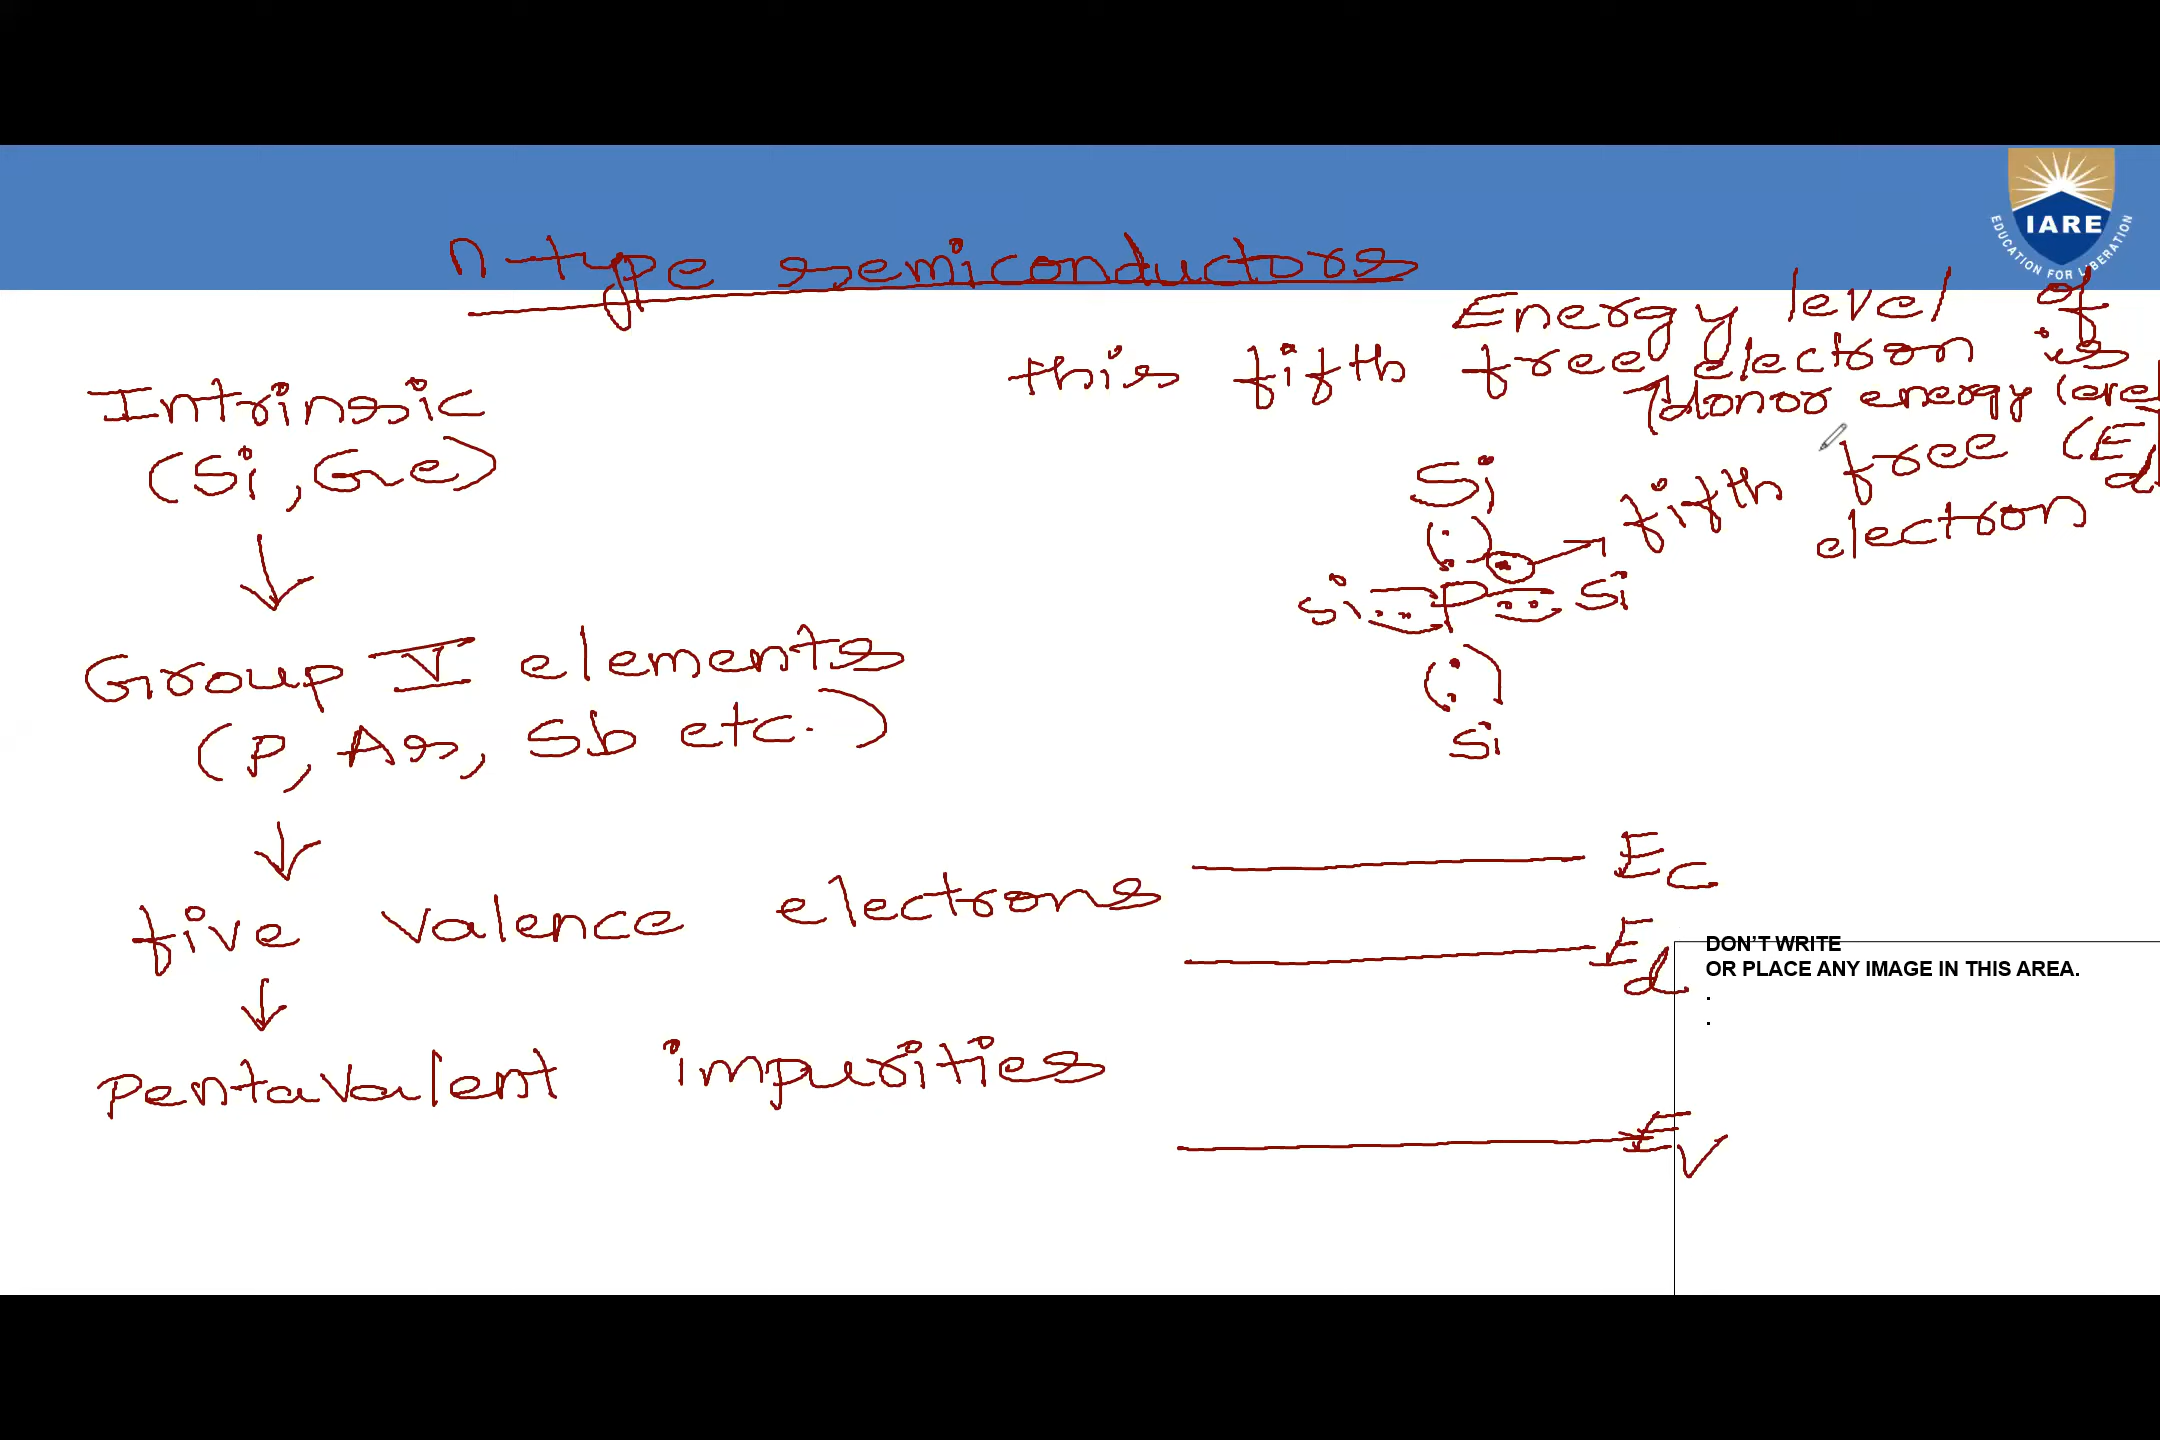 IARE
EDUCATION FOR LIBERATION
n-type semiconductors
Energy level of
this fifth free electron is
donor energy level
(Ed)
Intrinsic
(Si, Ge)
Group V elements
(P, As, Sb etc.)
five valence electrons
pentavalent impurities
Si
fifth free
electron
Si P Si
Si
Ec
Ed
Ev
DON'T WRITE
OR PLACE ANY IMAGE IN THIS AREA.
.
.